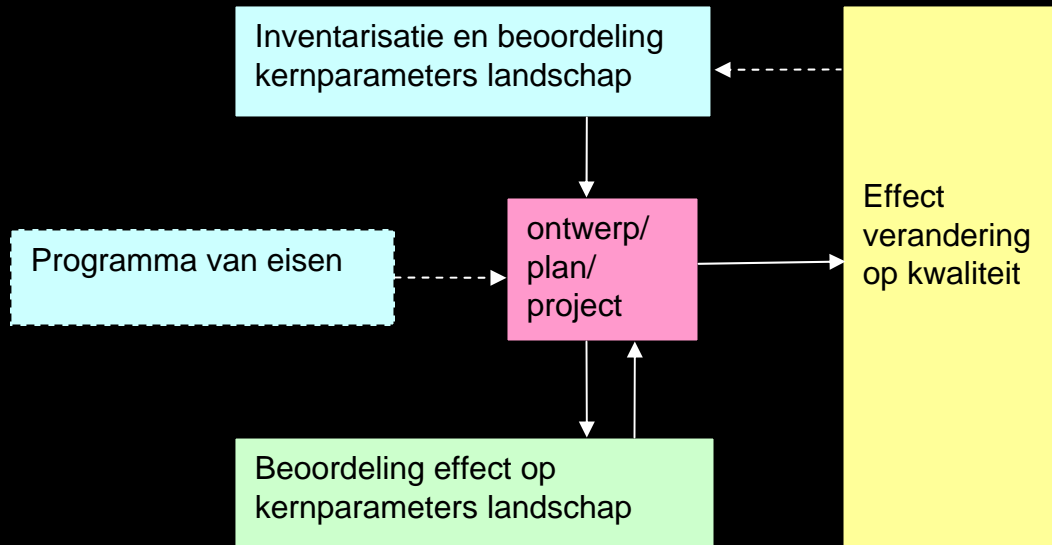 Inventarisatie en beoordeling
kernparameters landschap
Programma van eisen
ontwerp/
plan/
project
Effect
verandering
op kwaliteit
Beoordeling effect op
kernparameters landschap